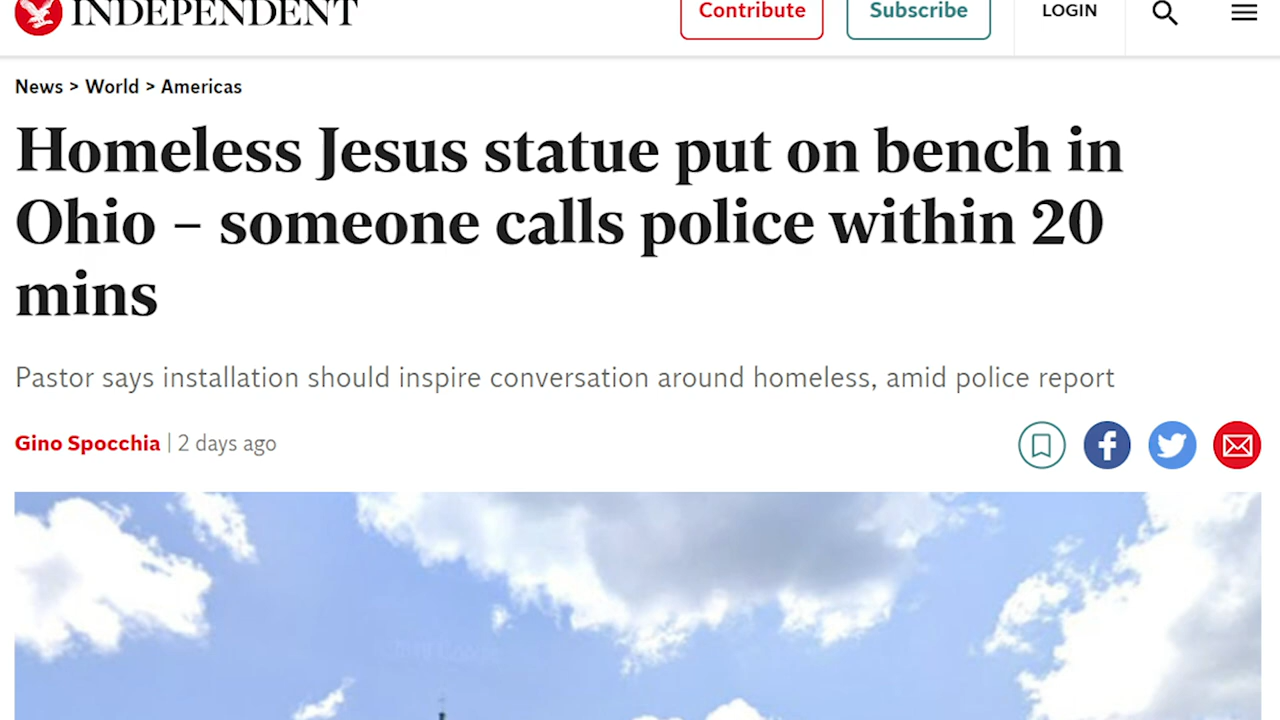 INDEPENDENT
Contribute
Subscribe
LOGIN
News > World > Americas
Homeless Jesus statue put on bench in
Ohio – someone calls police within 20
mins
Pastor says installation should inspire conversation around homeless, amid police report
Gino Spocchia | 2 days ago